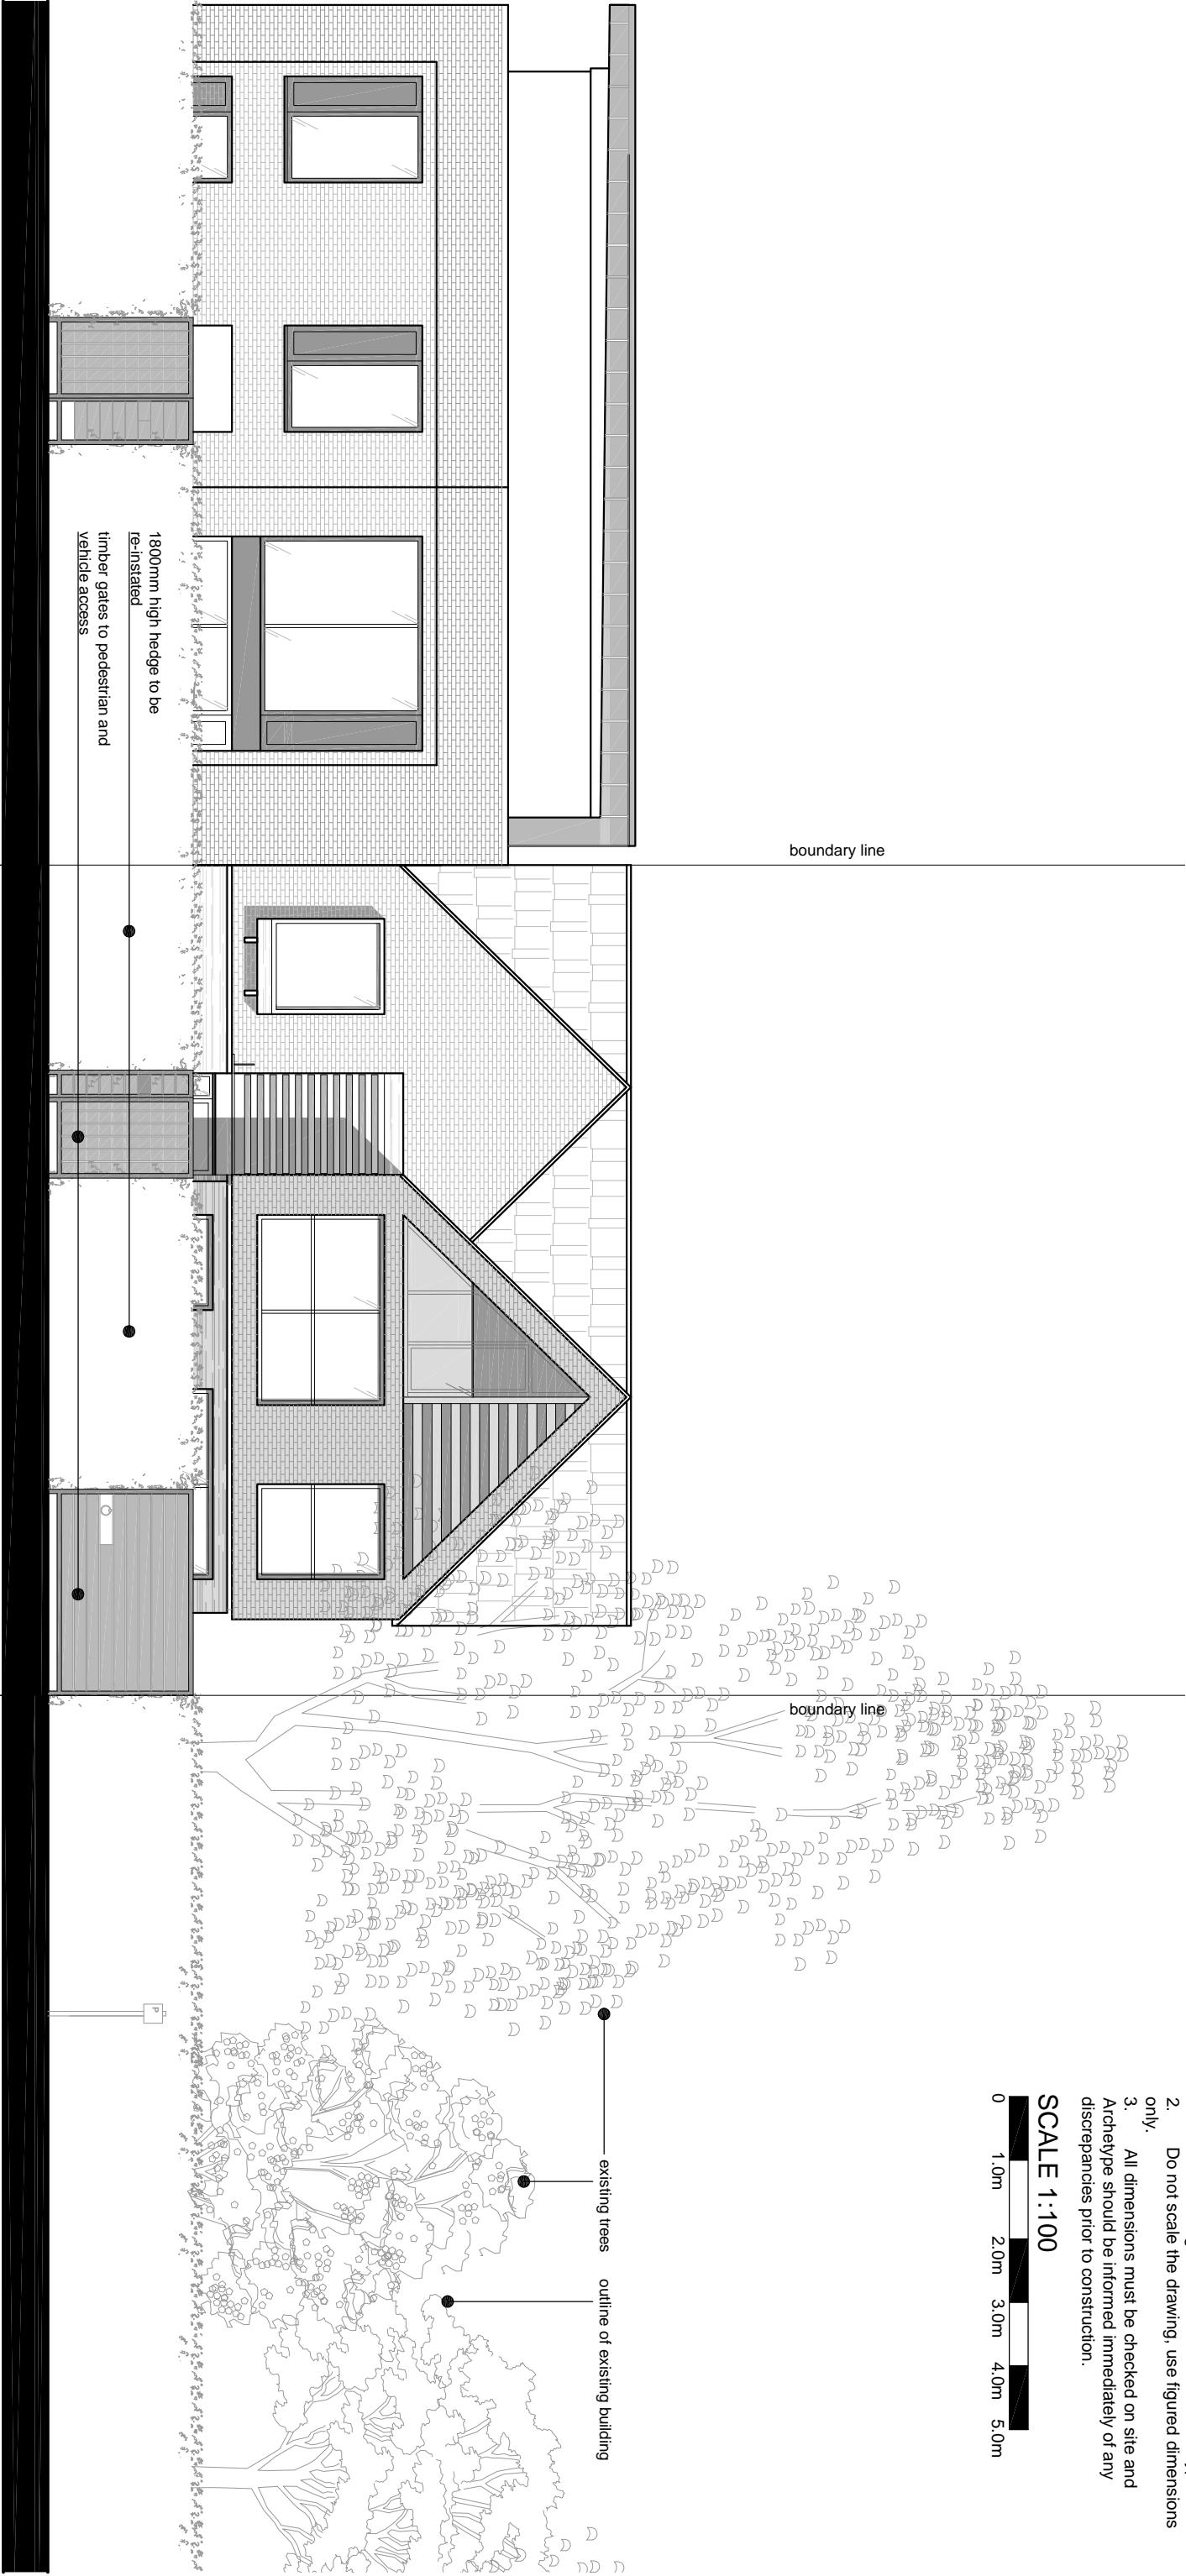 2. Do not scale the drawing, use figured dimensions
only.
3. All dimensions must be checked on site and
Archetype should be informed immediately of any
discrepancies prior to construction.
SCALE 1:100
0 1.0m 2.0m 3.0m 4.0m 5.0m
boundary line
boundary line
existing trees
outline of existing building
1800mm high hedge to be
re-instated
timber gates to pedestrian and
vehicle access
P